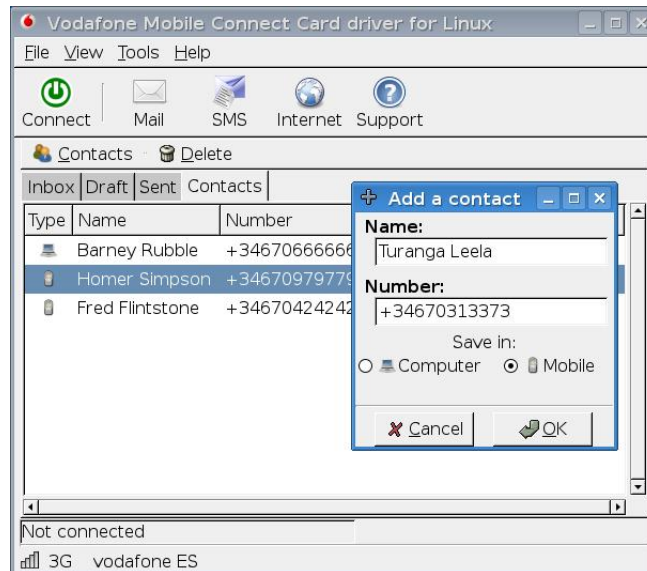 Vodafone Mobile Connect Card driver for Linux
File View Tools Help
Connect Mail SMS Internet Support
Contacts Delete
Inbox Draft Sent Contacts
Type Name Number
Barney Rubble +34670666666
Homer Simpson +34670979779
Fred Flintstone +34670424242
Add a contact
Name:
Turanga Leela
Number:
+34670313373
Save in:
Computer Mobile
Cancel OK
Not connected
3G vodafone ES